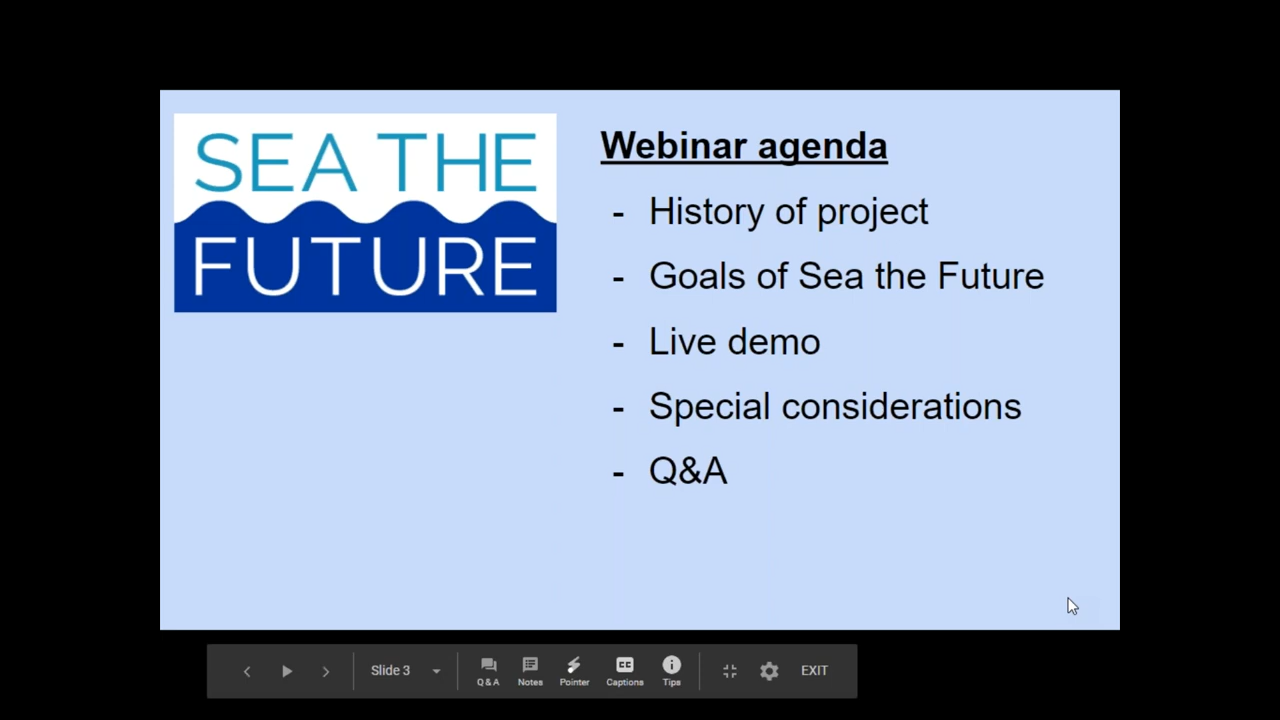 SEA THE
FUTURE
Webinar agenda
- History of project
- Goals of Sea the Future
- Live demo
- Special considerations
- Q&A
Slide 3
Q&A
Notes
Pointer
CC
Captions
Tips
EXIT